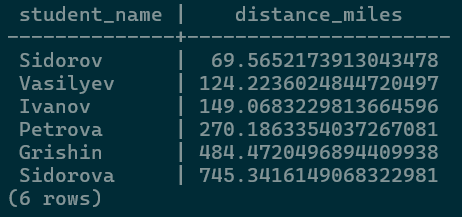 student_name | distance_miles
--------------+----------------------
Sidorov | 69.5652173913043478
Vasilyev | 124.2236024844720497
Ivanov | 149.0683229813664596
Petrova | 270.1863354037267081
Grishin | 484.4720496894409938
Sidorova | 745.3416149068322981
(6 rows)